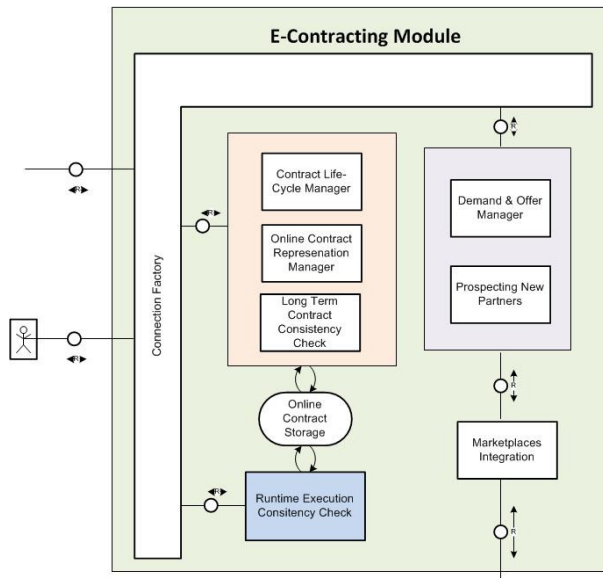 E-Contracting Module
R
Contract Life-
Cycle Manager
Demand & Offer
Manager
R
R
Online Contract
Represenation
Manager
Connection Factory
Prospecting New
Partners
Long Term
Contract
Consistency
Check
R
R
Online
Contract
Storage
Marketplaces
Integration
R
Runtime Execution
Consitency Check
R